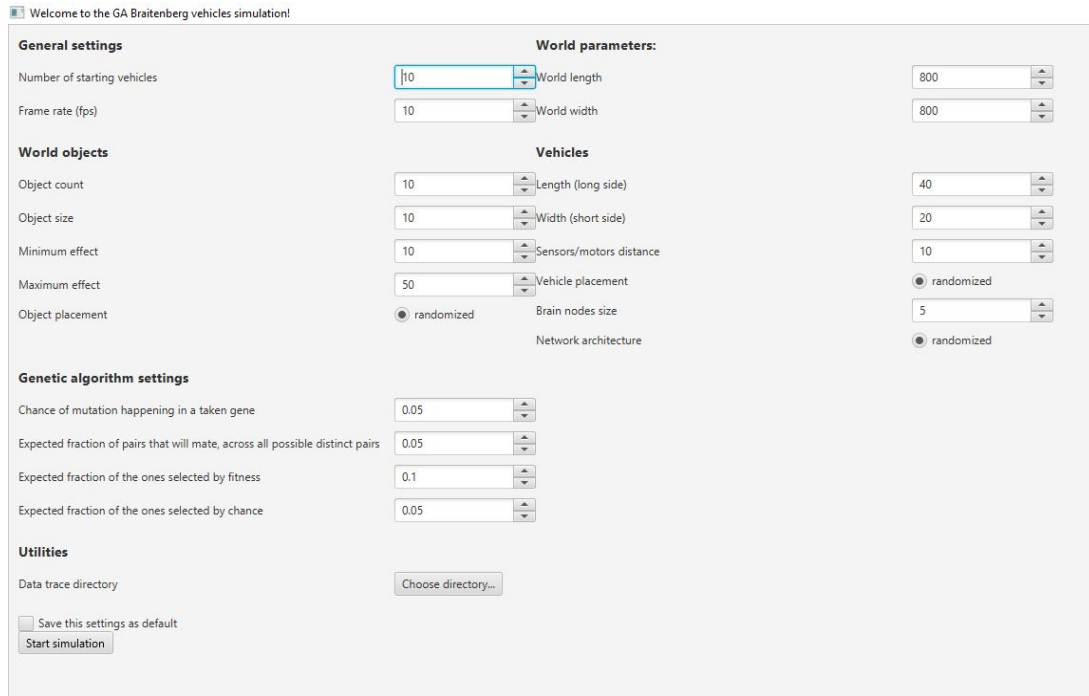 Welcome to the GA Braitenberg vehicles simulation!
General settings
Number of starting vehicles 10
Frame rate (fps) 10
World parameters:
World length 800
World width 800
World objects
Object count 10
Object size 10
Minimum effect 10
Maximum effect 50
Object placement randomized
Vehicles
Length (long side) 40
Width (short side) 20
Sensors/motors distance 10
Vehicle placement randomized
Brain nodes size 5
Network architecture randomized
Genetic algorithm settings
Chance of mutation happening in a taken gene 0.05
Expected fraction of pairs that will mate, across all possible distinct pairs 0.05
Expected fraction of the ones selected by fitness 0.1
Expected fraction of the ones selected by chance 0.05
Utilities
Data trace directory Choose directory...
Save this settings as default
Start simulation